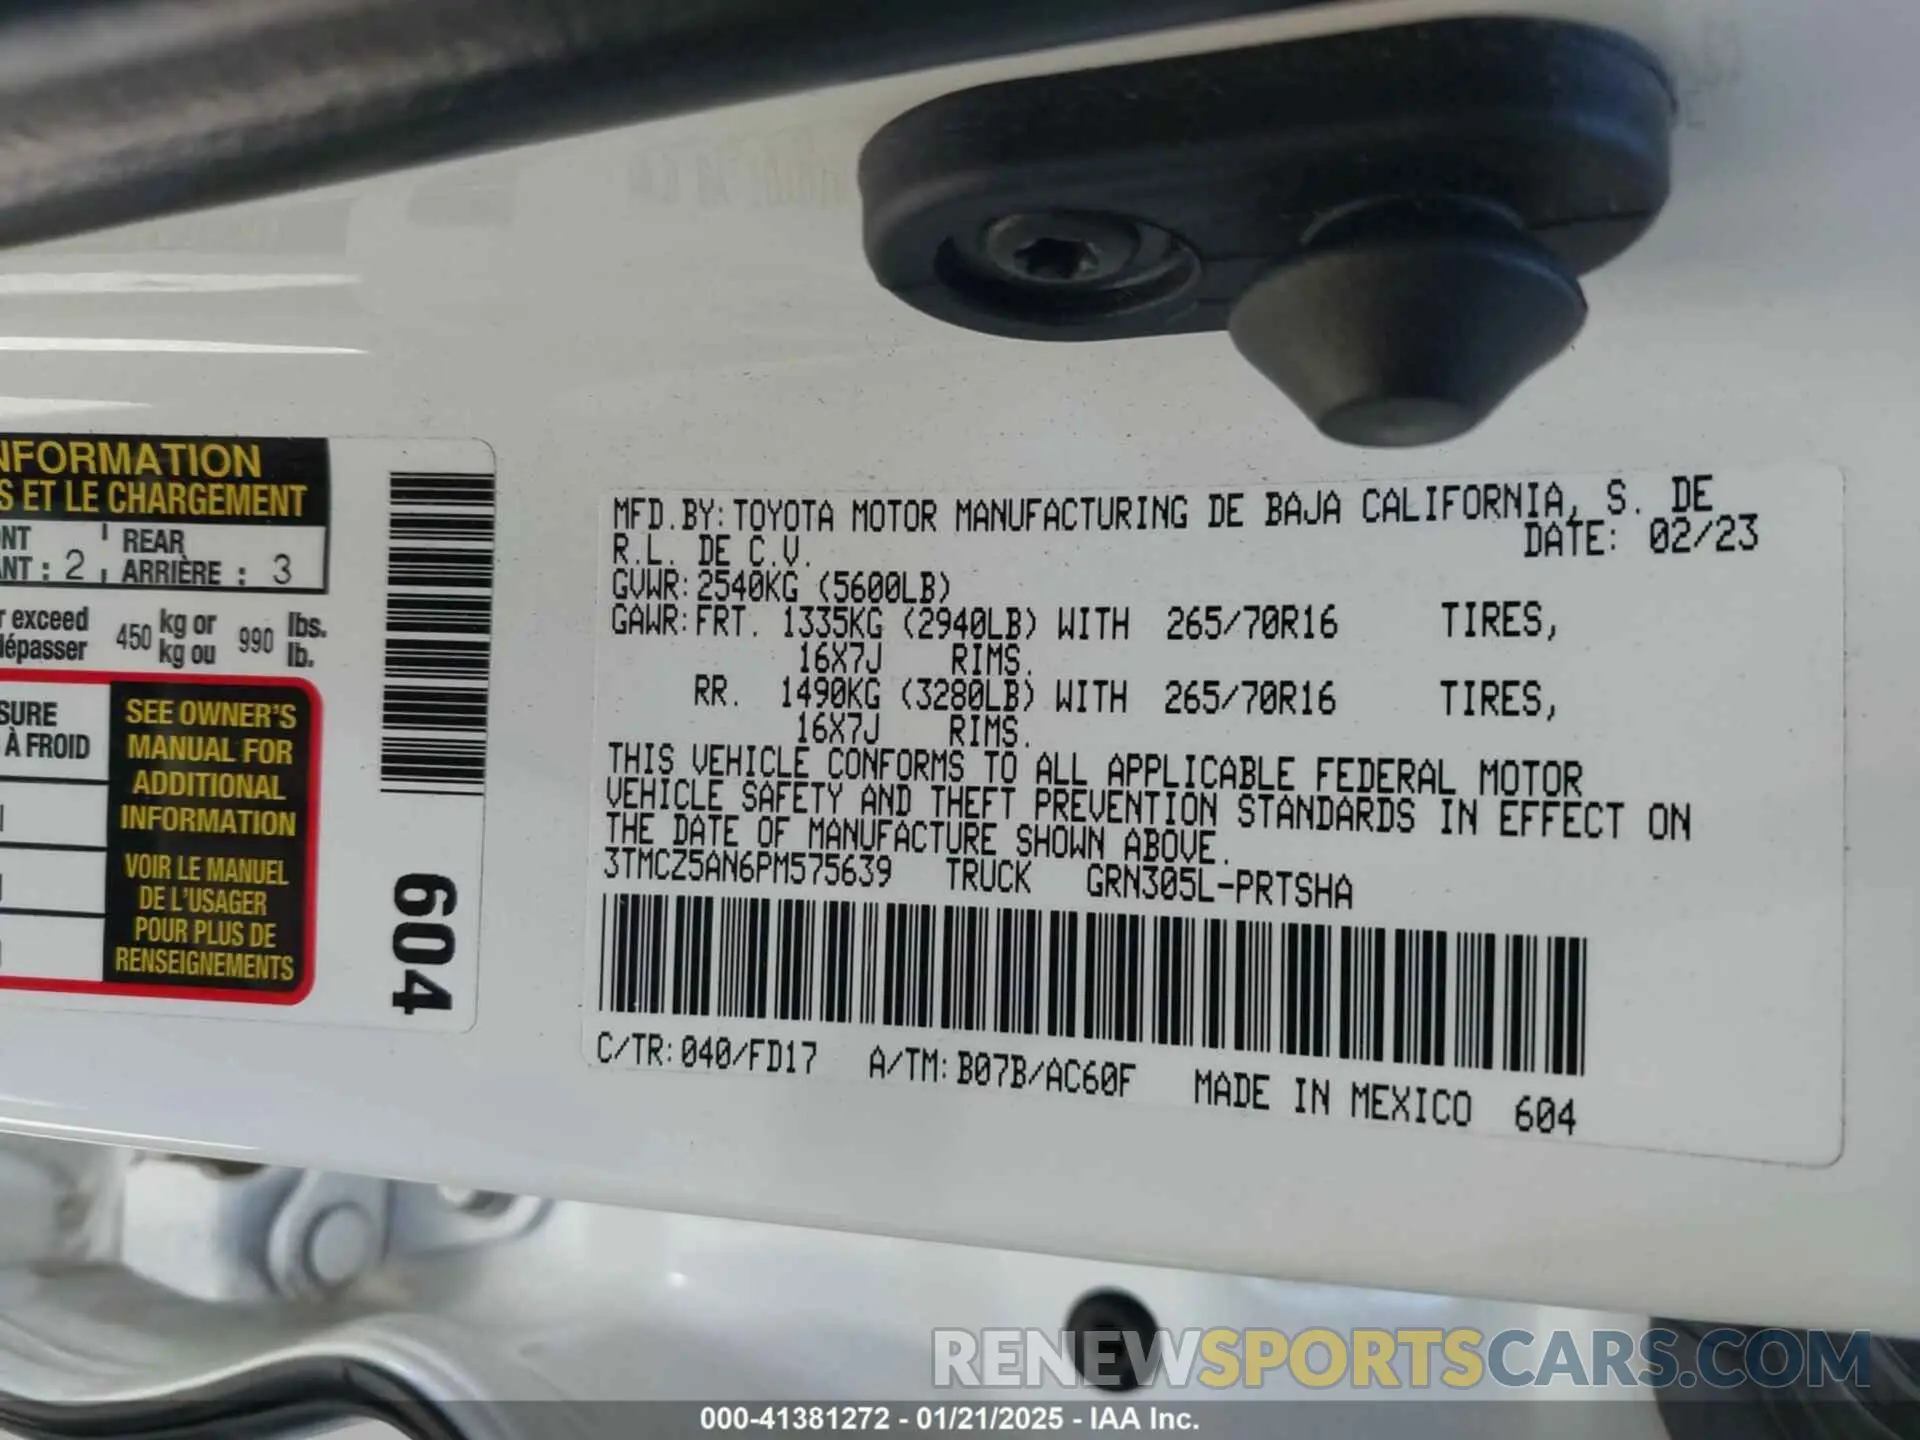 NFORMATION
S ET LE CHARGEMENT
REAR
: 2 ARRIÈRE : 3
exceed
dépasser 450 kg or kg ou 990 lbs. lb.
À FROID
SEE OWNER'S
MANUAL FOR
ADDITIONAL
INFORMATION
VOIR LE MANUEL
DE L'USAGER
POUR PLUS DE
RENSEIGNEMENTS
604
MFD.BY:TOYOTA MOTOR MANUFACTURING DE BAJA CALIFORNIA, S. DE
R.L. DE C.V. DATE: 02/23
GVWR:2540KG (5600LB)
GAWR:FRT. 1335KG (2940LB) WITH 265/70R16 TIRES,
16X7J RIMS.
RR. 1490KG (3280LB) WITH 265/70R16 TIRES,
16X7J RIMS.
THIS VEHICLE CONFORMS TO ALL APPLICABLE FEDERAL MOTOR
VEHICLE SAFETY AND THEFT PREVENTION STANDARDS IN EFFECT ON
THE DATE OF MANUFACTURE SHOWN ABOVE.
3TMCZ5AN6PM575639 TRUCK GRN305L-PRTSHA
C/TR:040/FD17 A/TM:B07B/AC60F MADE IN MEXICO 604
RENEWSPORTSCARS.COM
000-41381272 - 01/21/2025 - IAA Inc.